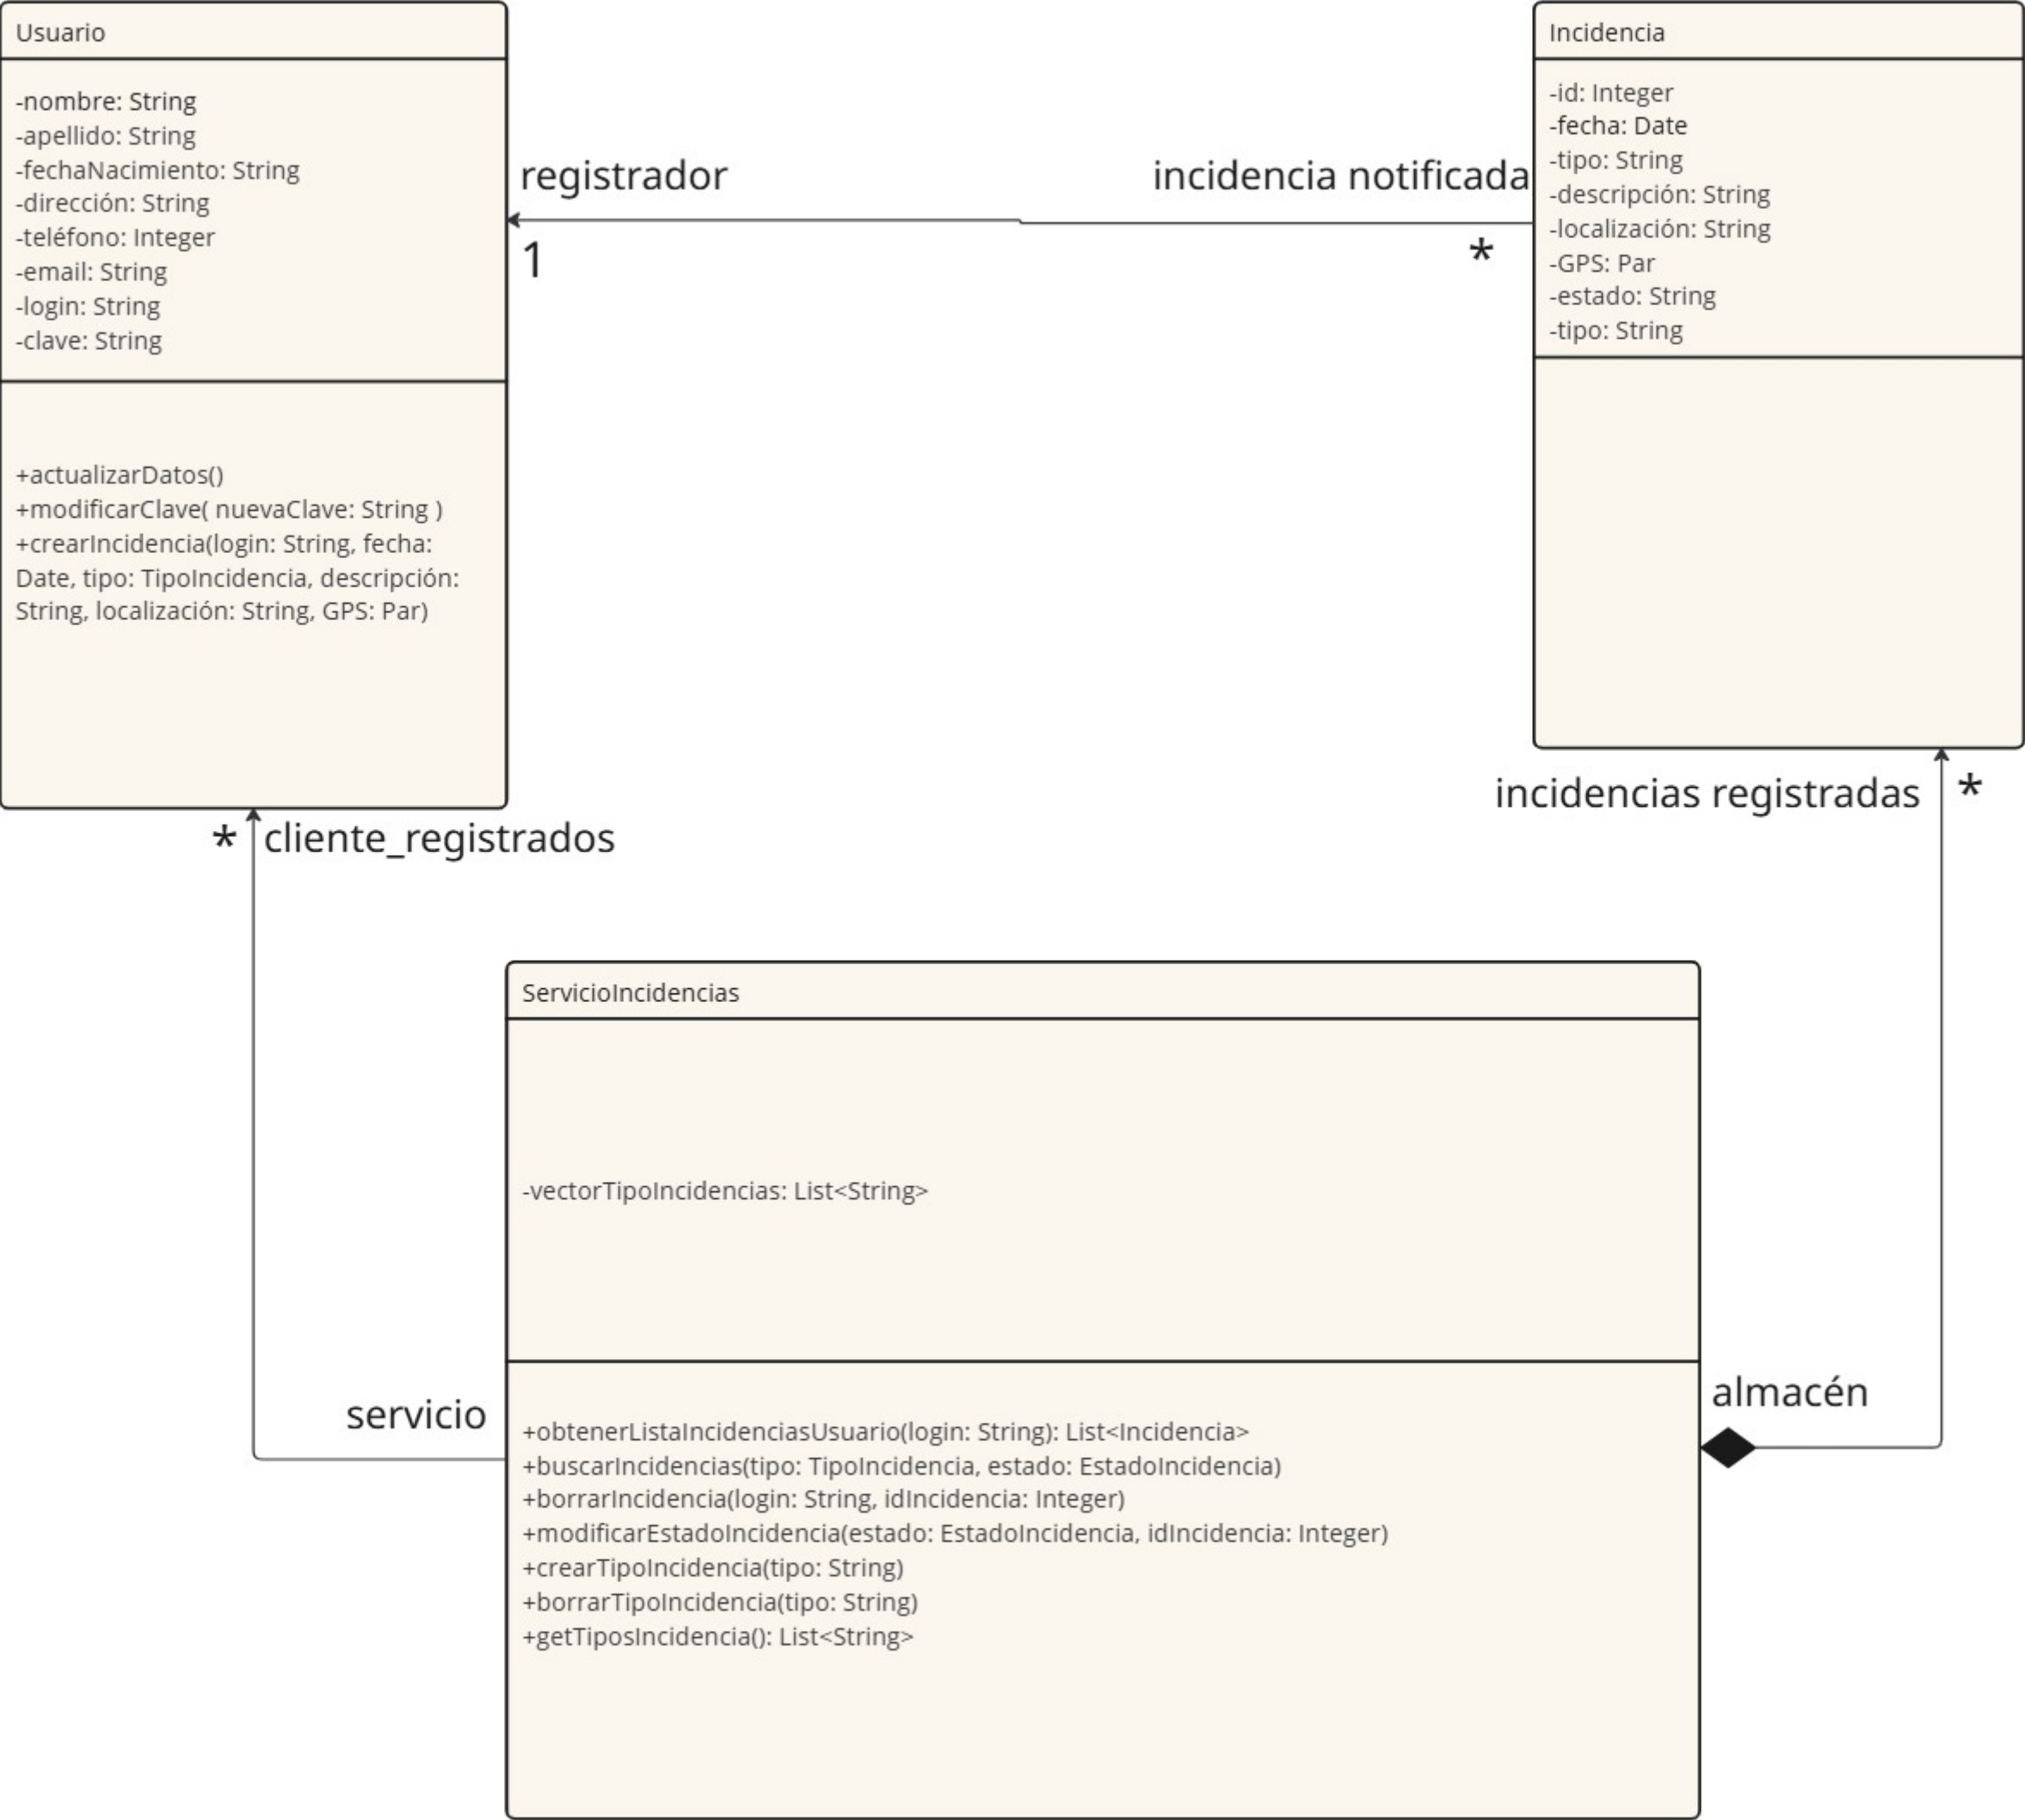 Usuario
-nombre: String
-apellido: String
-fechaNacimiento: String
-dirección: String
-teléfono: Integer
-email: String
-login: String
-clave: String
+actualizarDatos()
+modificarClave( nuevaClave: String )
+crearIncidencia(login: String, fecha:
Date, tipo: TipoIncidencia, descripción:
String, localización: String, GPS: Par)
registrador
1
incidencia notificada
*
Incidencia
-id: Integer
-fecha: Date
-tipo: String
-descripción: String
-localización: String
-GPS: Par
-estado: String
-tipo: String
incidencias registradas *
* cliente_registrados
servicio
almacén
ServicioIncidencias
-vectorTipoIncidencias: List<String>
+obtenerListaIncidenciasUsuario(login: String): List<Incidencia>
+buscarIncidencias(tipo: TipoIncidencia, estado: EstadoIncidencia)
+borrarIncidencia(login: String, idIncidencia: Integer)
+modificarEstadoIncidencia(estado: EstadoIncidencia, idIncidencia: Integer)
+crearTipoIncidencia(tipo: String)
+borrarTipoIncidencia(tipo: String)
+getTiposIncidencia(): List<String>